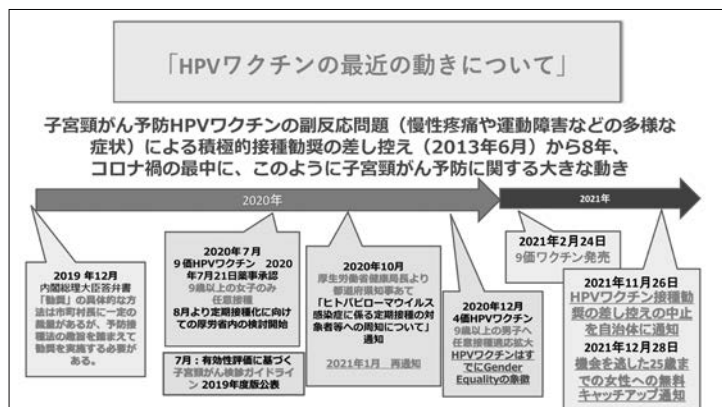 「HPVワクチンの最近の動きについて」
子宮頸がん予防HPVワクチンの副反応問題（慢性疼痛や運動障害などの多様な
症状）による積極的接種勧奨の差し控え（2013年6月）から8年、
コロナ禍の最中に、このように子宮頸がん予防に関する大きな動き
2020年
2021年
2019 年12月
内閣総理大臣答弁書
「勧奨」の具体的な方
法は市町村長に一定の
裁量があるが、予防接
種法の趣旨を踏まえて
勧奨を実施する必要が
ある。
2020年７月
９価HPVワクチン　2020
年7月21日薬事承認
9歳以上の女子のみ
任意接種
8月より定期接種化に向け
ての厚労省内の検討開始
7月：有効性評価に基づく
子宮頸がん検診ガイドライ
ン 2019年度版公表
2020年10月
厚生労働省健康局長より
都道府県知事あて
「ヒトパピローマウイルス
感染症に係る定期接種の対
象者等への周知について」
通知
2021年1月　再通知
2020年12月
4価HPVワクチン
9歳以上の男子へ
任意接種適応拡大
HPVワクチンはす
でにGender
Equalityの象徴
2021年2月24日
9価ワクチン発売
2021年11月26日
HPVワクチン接種勧
奨の差し控えの中止
を自治体に通知
2021年12月28日
機会を逃した25歳ま
での女性への無料
キャッチアップ通知